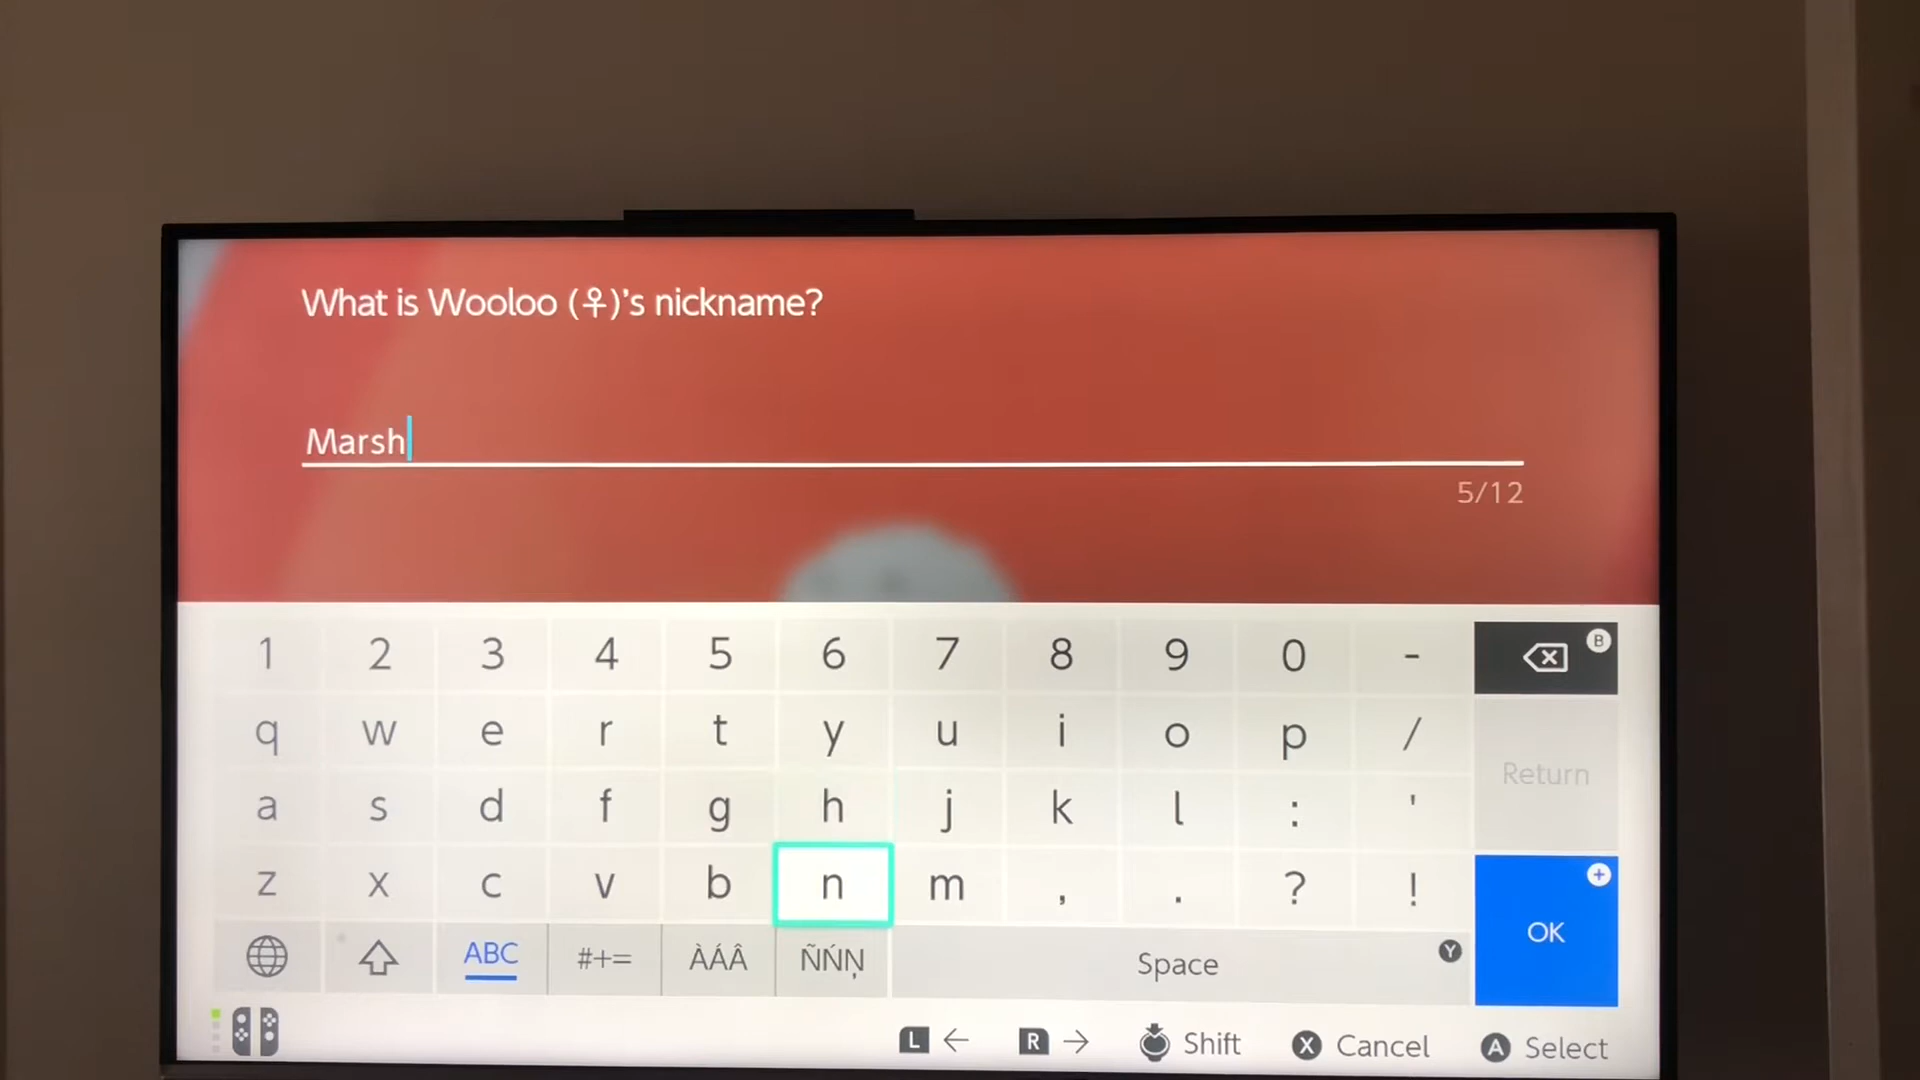 What is Wooloo (♀)'s nickname?
Marsh
5/12
1 2 3 4 5 6 7 8 9 0 -
B
q w e r t y u i o p /
Return
a s d f g h j k l : '
z x c v b n m , . ? !
+
OK
ABC #+= ÀÁÂ ÑŃŅ Space Y
L ← R → Shift X Cancel A Select